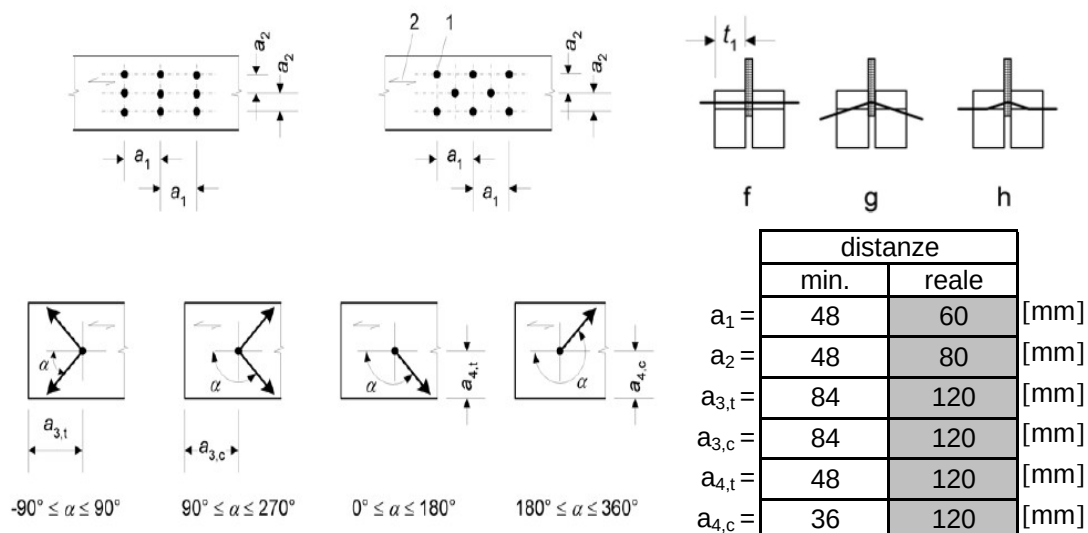 a2
a2
a1
a1
2 1
a2
a2
a1
a1
t1
f g h
α
a3,t
-90° ≤ α ≤ 90°
α
a3,c
90° ≤ α ≤ 270°
α
a4,t
0° ≤ α ≤ 180°
α
a4,c
180° ≤ α ≤ 360°
distanze
min. reale
a1 = 48 60 [mm]
a2 = 48 80 [mm]
a3,t = 84 120 [mm]
a3,c = 84 120 [mm]
a4,t = 48 120 [mm]
a4,c = 36 120 [mm]